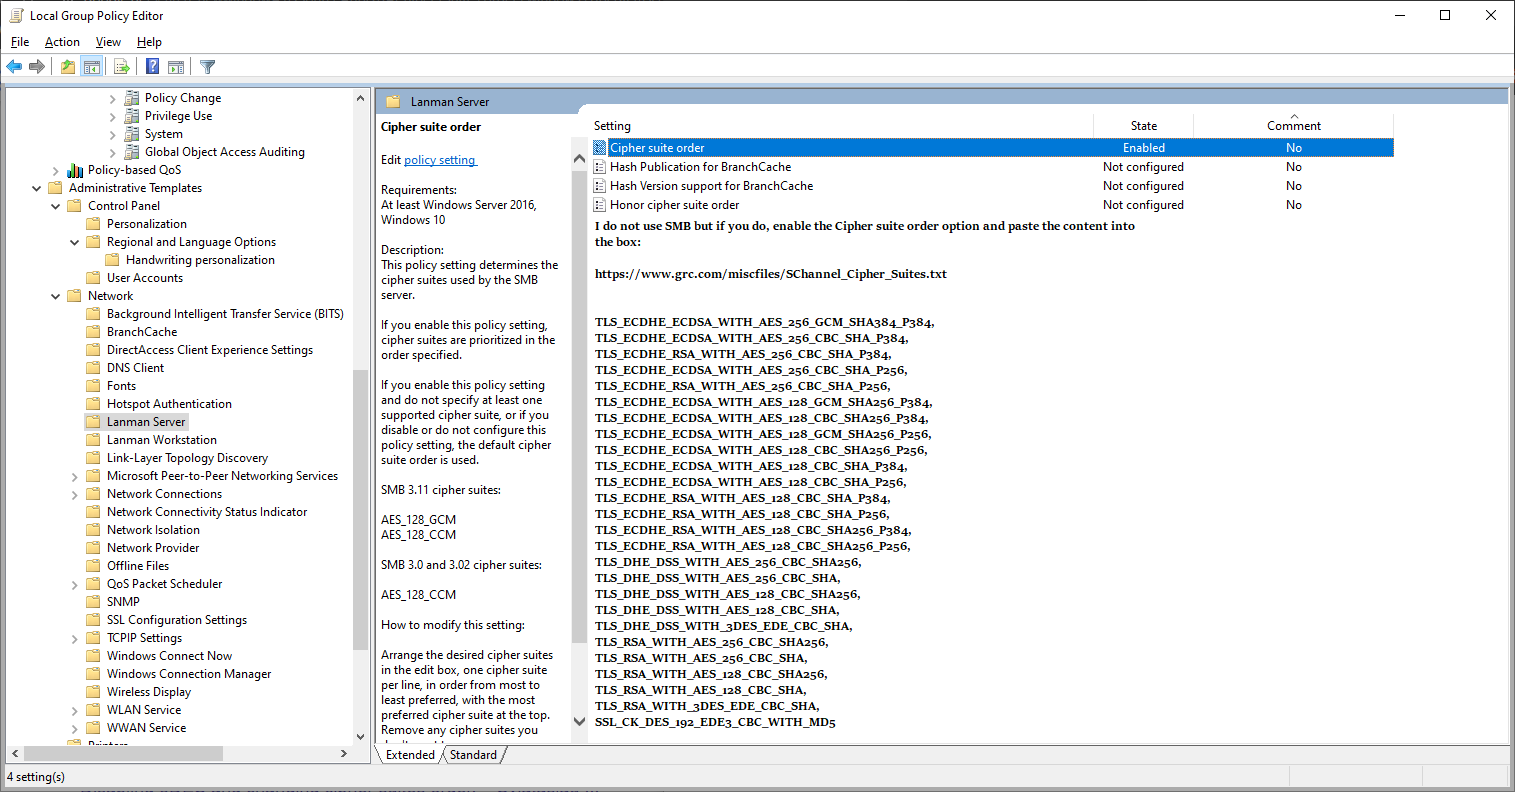 Local Group Policy Editor
File Action View Help
Policy Change
Privilege Use
System
Global Object Access Auditing
Policy-based QoS
Administrative Templates
Control Panel
Personalization
Regional and Language Options
Handwriting personalization
User Accounts
Network
Background Intelligent Transfer Service (BITS)
BranchCache
DirectAccess Client Experience Settings
DNS Client
Fonts
Hotspot Authentication
Lanman Server
Lanman Workstation
Link-Layer Topology Discovery
Microsoft Peer-to-Peer Networking Services
Network Connections
Network Connectivity Status Indicator
Network Isolation
Network Provider
Offline Files
QoS Packet Scheduler
SNMP
SSL Configuration Settings
TCPIP Settings
Windows Connect Now
Windows Connection Manager
Wireless Display
WLAN Service
WWAN Service
Lanman Server
Cipher suite order
Edit policy setting
Requirements:
At least Windows Server 2016,
Windows 10
Description:
This policy setting determines the
cipher suites used by the SMB
server.
If you enable this policy setting,
cipher suites are prioritized in the
order specified.
If you enable this policy setting
and do not specify at least one
supported cipher suite, or if you
disable or do not configure this
policy setting, the default cipher
suite order is used.
SMB 3.11 cipher suites:
AES_128_GCM
AES_128_CCM
SMB 3.0 and 3.02 cipher suites:
AES_128_CCM
How to modify this setting:
Arrange the desired cipher suites
in the edit box, one cipher suite
per line, in order from most to
least preferred, with the most
preferred cipher suite at the top.
Remove any cipher suites you
Setting State Comment
Cipher suite order Enabled No
Hash Publication for BranchCache Not configured No
Hash Version support for BranchCache Not configured No
Honor cipher suite order Not configured No
I do not use SMB but if you do, enable the Cipher suite order option and paste the content into
the box:
https://www.grc.com/miscfiles/SChannel_Cipher_Suites.txt
TLS_ECDHE_ECDSA_WITH_AES_256_GCM_SHA384_P384,
TLS_ECDHE_ECDSA_WITH_AES_256_CBC_SHA_P384,
TLS_ECDHE_RSA_WITH_AES_256_CBC_SHA_P384,
TLS_ECDHE_ECDSA_WITH_AES_256_CBC_SHA_P256,
TLS_ECDHE_RSA_WITH_AES_256_CBC_SHA_P256,
TLS_ECDHE_ECDSA_WITH_AES_128_GCM_SHA256_P384,
TLS_ECDHE_ECDSA_WITH_AES_128_CBC_SHA256_P384,
TLS_ECDHE_ECDSA_WITH_AES_128_GCM_SHA256_P256,
TLS_ECDHE_ECDSA_WITH_AES_128_CBC_SHA256_P256,
TLS_ECDHE_ECDSA_WITH_AES_128_CBC_SHA_P384,
TLS_ECDHE_ECDSA_WITH_AES_128_CBC_SHA_P256,
TLS_ECDHE_RSA_WITH_AES_128_CBC_SHA_P384,
TLS_ECDHE_RSA_WITH_AES_128_CBC_SHA_P256,
TLS_ECDHE_RSA_WITH_AES_128_CBC_SHA256_P384,
TLS_ECDHE_RSA_WITH_AES_128_CBC_SHA256_P256,
TLS_DHE_DSS_WITH_AES_256_CBC_SHA256,
TLS_DHE_DSS_WITH_AES_256_CBC_SHA,
TLS_DHE_DSS_WITH_AES_128_CBC_SHA256,
TLS_DHE_DSS_WITH_AES_128_CBC_SHA,
TLS_DHE_DSS_WITH_3DES_EDE_CBC_SHA,
TLS_RSA_WITH_AES_256_CBC_SHA256,
TLS_RSA_WITH_AES_256_CBC_SHA,
TLS_RSA_WITH_AES_128_CBC_SHA256,
TLS_RSA_WITH_AES_128_CBC_SHA,
TLS_RSA_WITH_3DES_EDE_CBC_SHA,
SSL_CK_DES_192_EDE3_CBC_WITH_MD5
Extended Standard
4 setting(s)